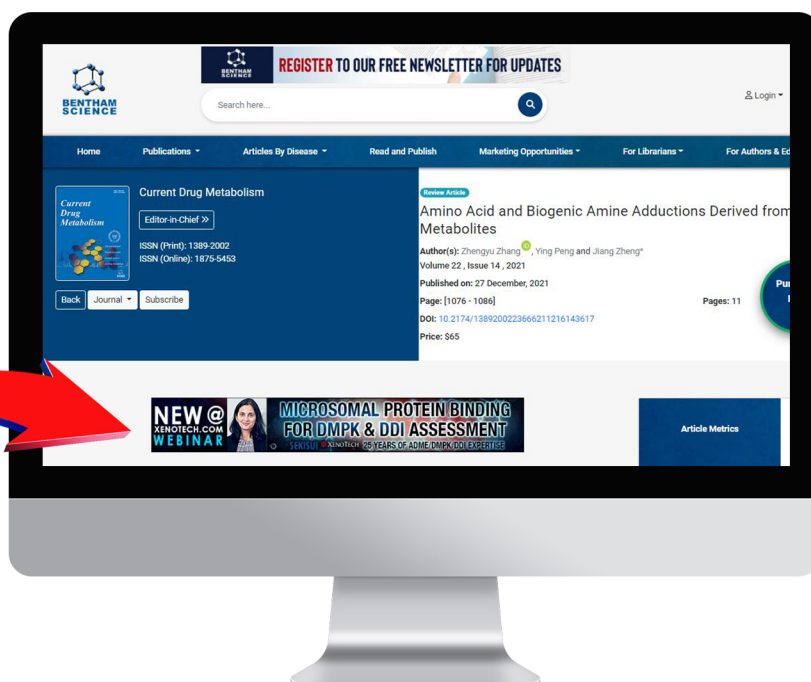 BENTHAM
SCIENCE
REGISTER TO OUR FREE NEWSLETTER FOR UPDATES
BENTHAM
SCIENCE
Search here...
Login
Home Publications Articles By Disease Read and Publish Marketing Opportunities For Librarians For Authors & Ed
Current
Drug
Metabolism
Current Drug Metabolism
Editor-in-Chief »
ISSN (Print): 1389-2002
ISSN (Online): 1875-5453
Back Journal Subscribe
Review Article
Amino Acid and Biogenic Amine Adductions Derived from
Metabolites
Author(s): Zhengyu Zhang iD, Ying Peng and Jiang Zheng*
Volume 22 , Issue 14 , 2021
Published on: 27 December, 2021
Page: [1076 - 1086] Pages: 11
DOI: 10.2174/1389200223666211216143617
Price: $65
Pu
NEW @
XENOTECH.COM
WEBINAR
MICROSOMAL PROTEIN BINDING
FOR DMPK & DDI ASSESSMENT
SEKISUI XENOTECH 25 YEARS OF ADME/DMPK/DDI EXPERTISE
Article Metrics